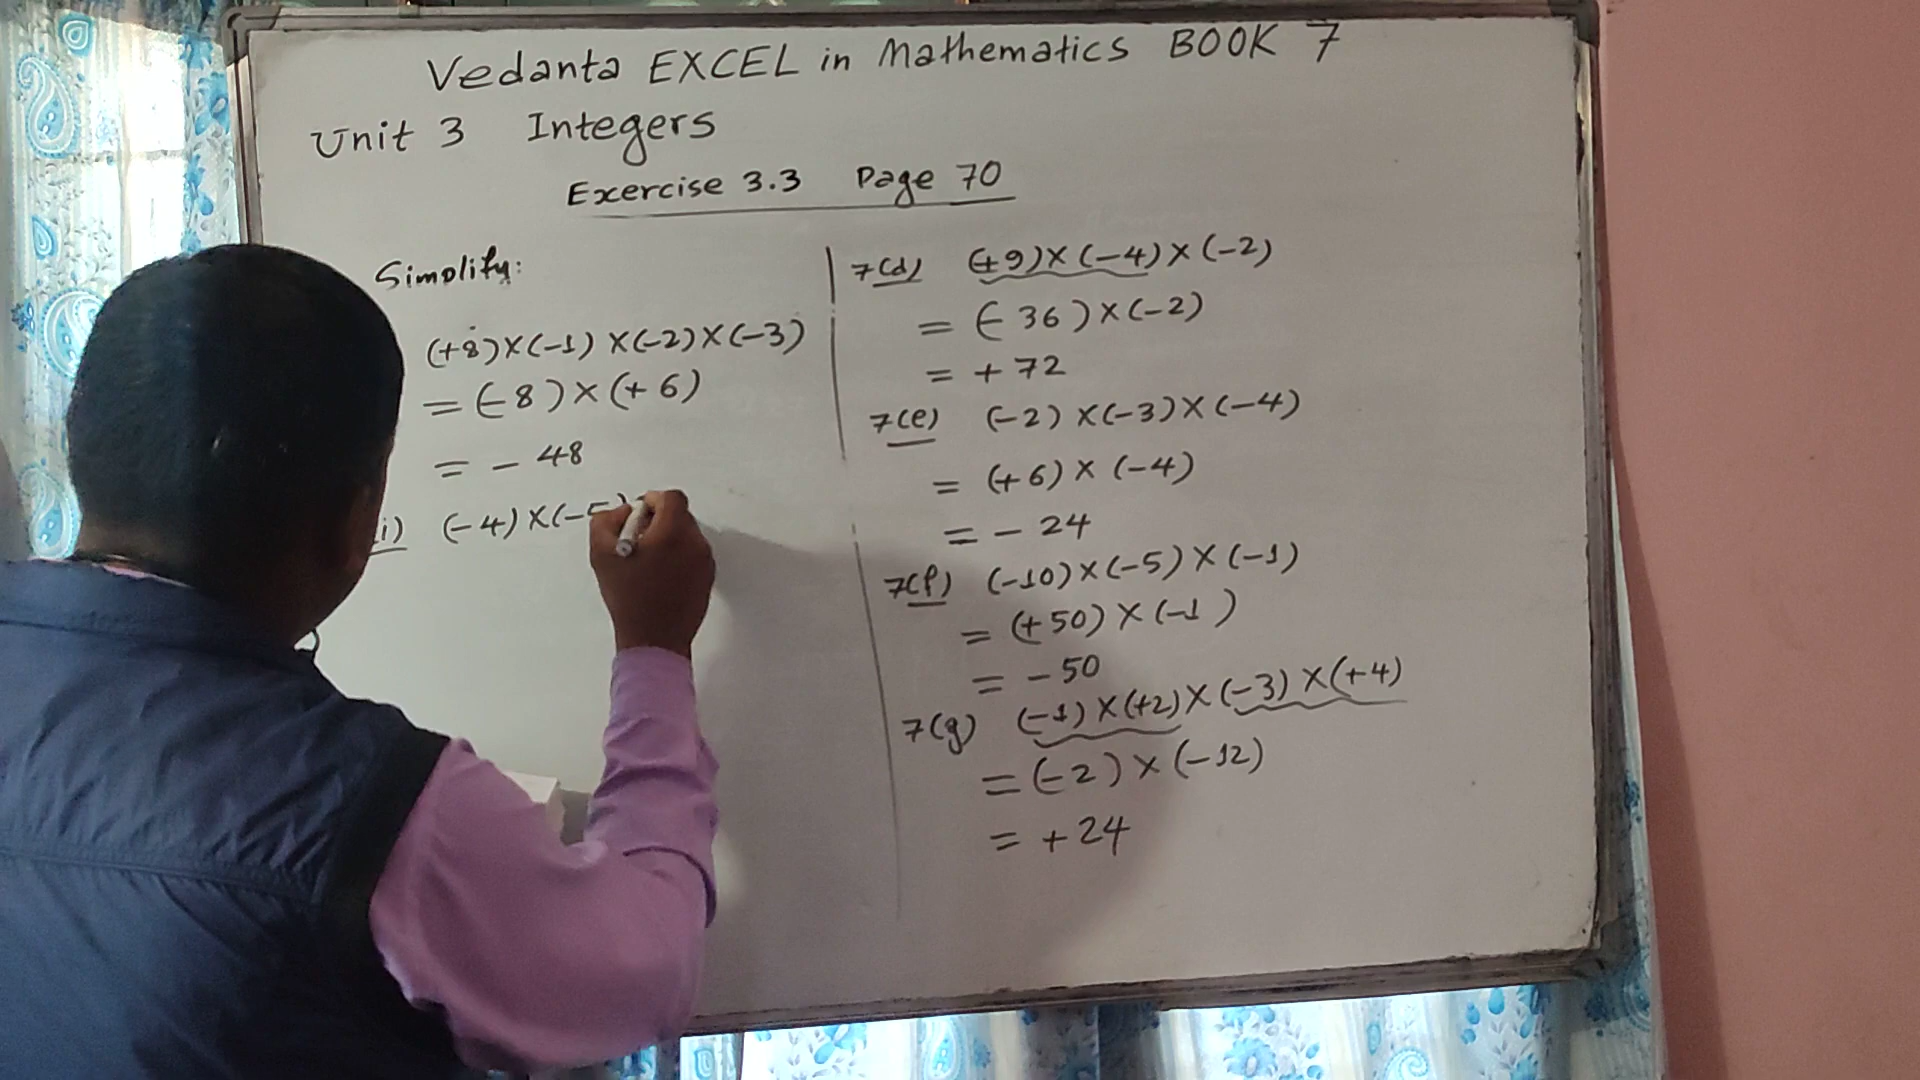 Vedanta EXCEL in Mathematics BOOK 7
Unit 3 Integers
Exercise 3.3 Page 70
Simplify:
(+8)×(-1)×(-2)×(-3)
= (-8)×(+6)
= - 48
i) (-4)×(-5)
7(d) (+9)×(-4)×(-2)
= (-36)×(-2)
= +72
7(e) (-2)×(-3)×(-4)
= (+6)×(-4)
= - 24
7(f) (-10)×(-5)×(-1)
= (+50)×(-1)
= - 50
7(g) (-1)×(+2)×(-3)×(+4)
= (-2)×(-12)
= +24